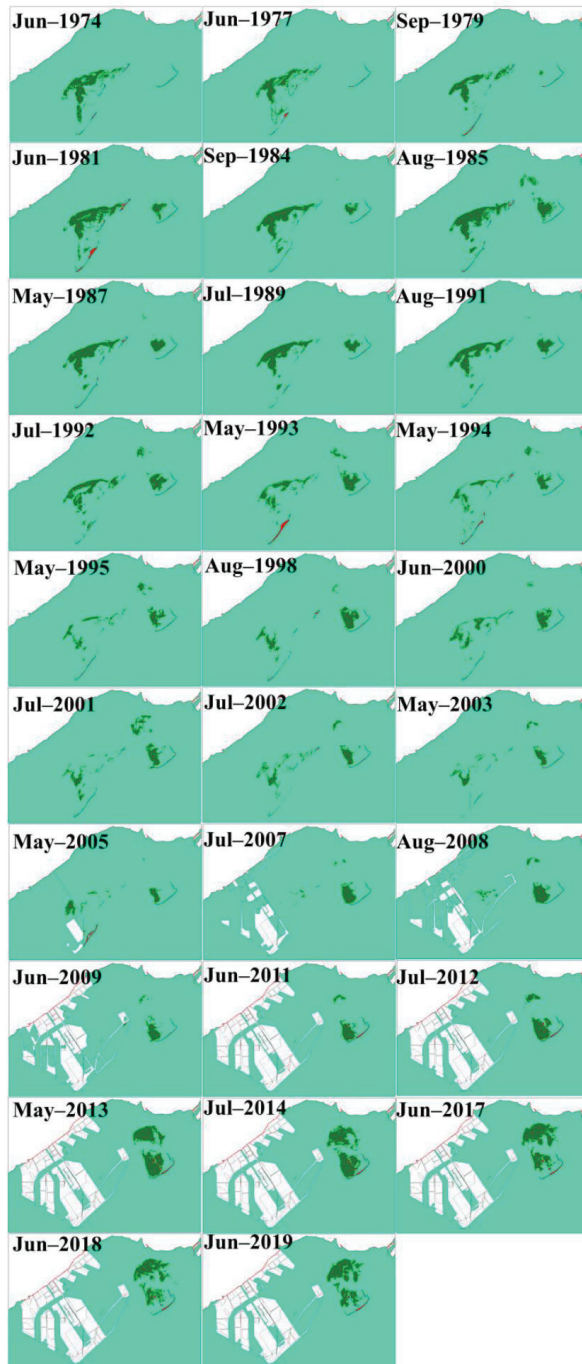 Jun–1974 Jun–1977 Sep–1979
Jun–1981 Sep–1984 Aug–1985
May–1987 Jul–1989 Aug–1991
Jul–1992 May–1993 May–1994
May–1995 Aug–1998 Jun–2000
Jul–2001 Jul–2002 May–2003
May–2005 Jul–2007 Aug–2008
Jun–2009 Jun–2011 Jul–2012
May–2013 Jul–2014 Jun–2017
Jun–2018 Jun–2019